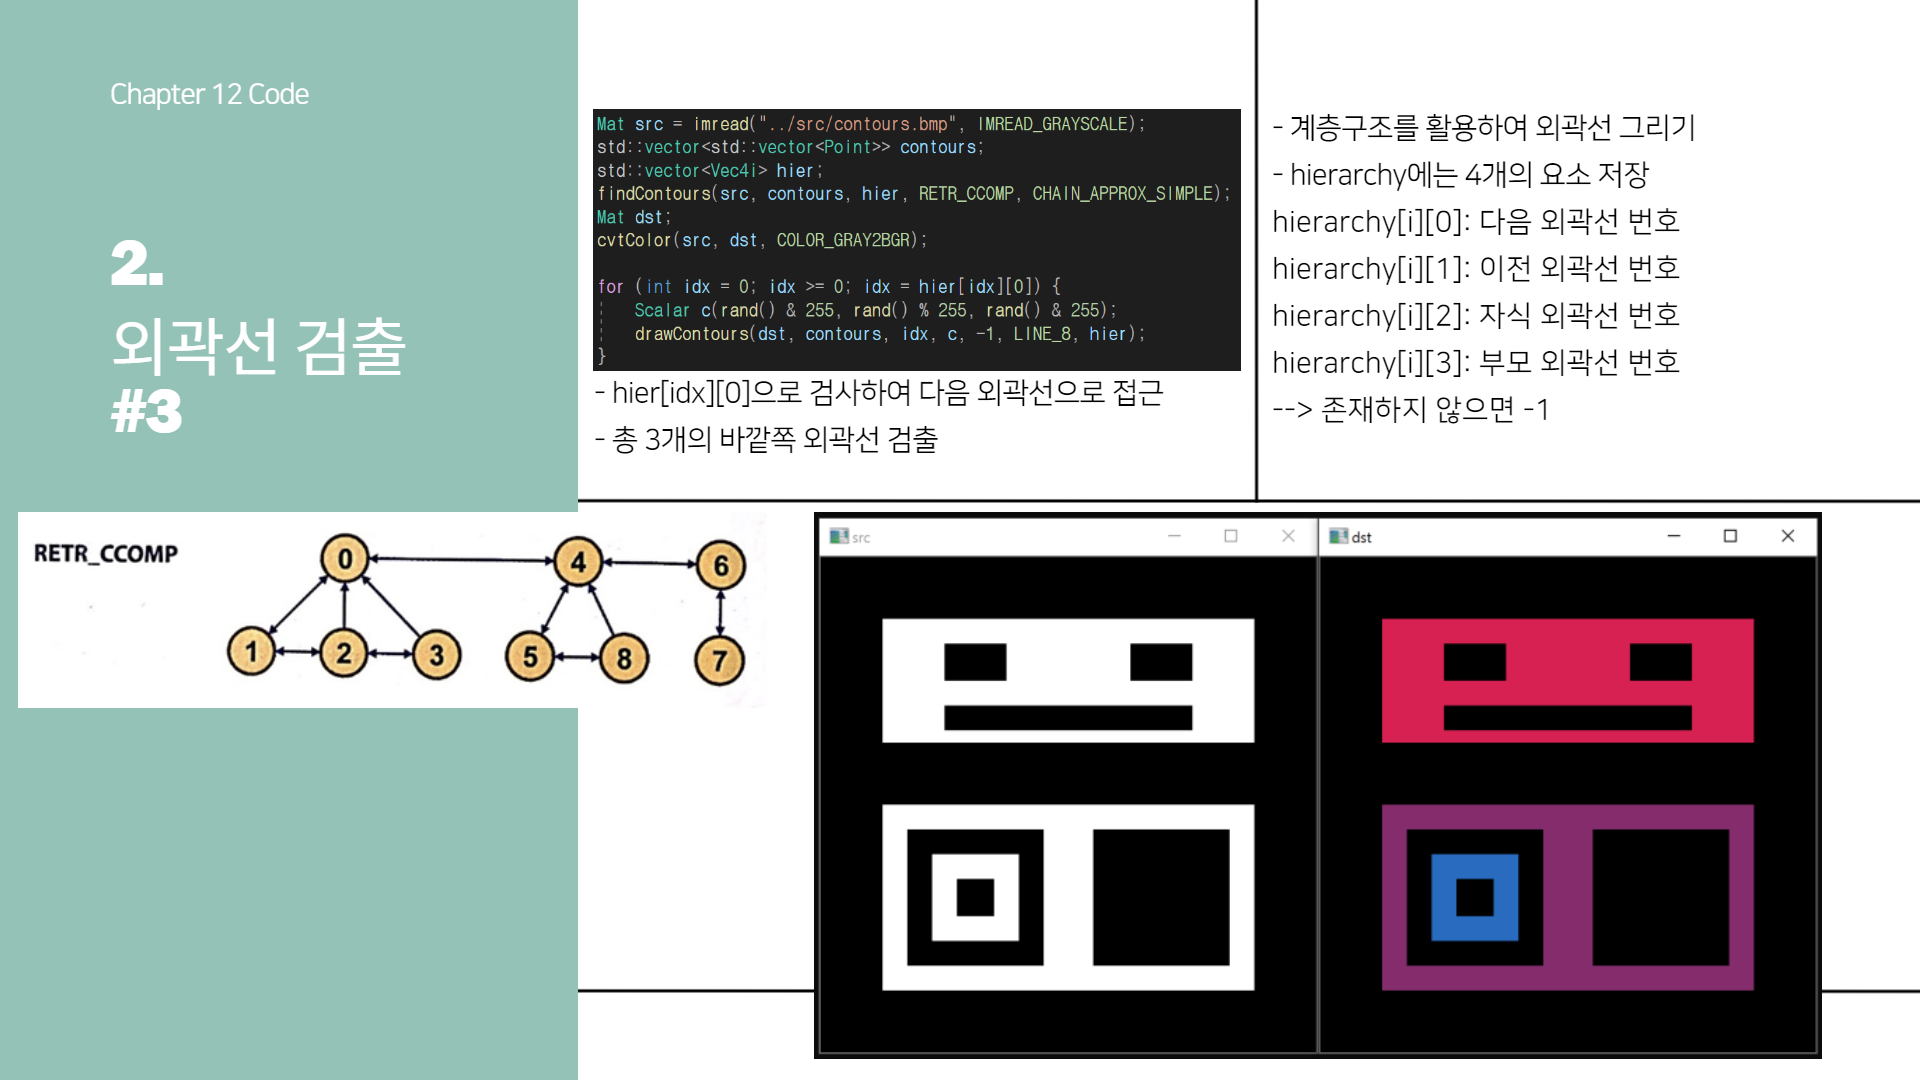 Chapter 12 Code
2.
외곽선 검출
#3
Mat src = imread("../src/contours.bmp", IMREAD_GRAYSCALE);
std::vector<std::vector<Point>> contours;
std::vector<Vec4i> hier;
findContours(src, contours, hier, RETR_CCOMP, CHAIN_APPROX_SIMPLE);
Mat dst;
cvtColor(src, dst, COLOR_GRAY2BGR);
for (int idx = 0; idx >= 0; idx = hier[idx][0]) {
Scalar c(rand() & 255, rand() % 255, rand() & 255);
drawContours(dst, contours, idx, c, -1, LINE_8, hier);
}
- hier[idx][0]으로 검사하여 다음 외곽선으로 접근
- 총 3개의 바깥쪽 외곽선 검출
- 계층구조를 활용하여 외곽선 그리기
- hierarchy에는 4개의 요소 저장
hierarchy[i][0]: 다음 외곽선 번호
hierarchy[i][1]: 이전 외곽선 번호
hierarchy[i][2]: 자식 외곽선 번호
hierarchy[i][3]: 부모 외곽선 번호
--> 존재하지 않으면 -1
RETR_CCOMP
0 4 6
1 2 3 5 8 7
src
dst